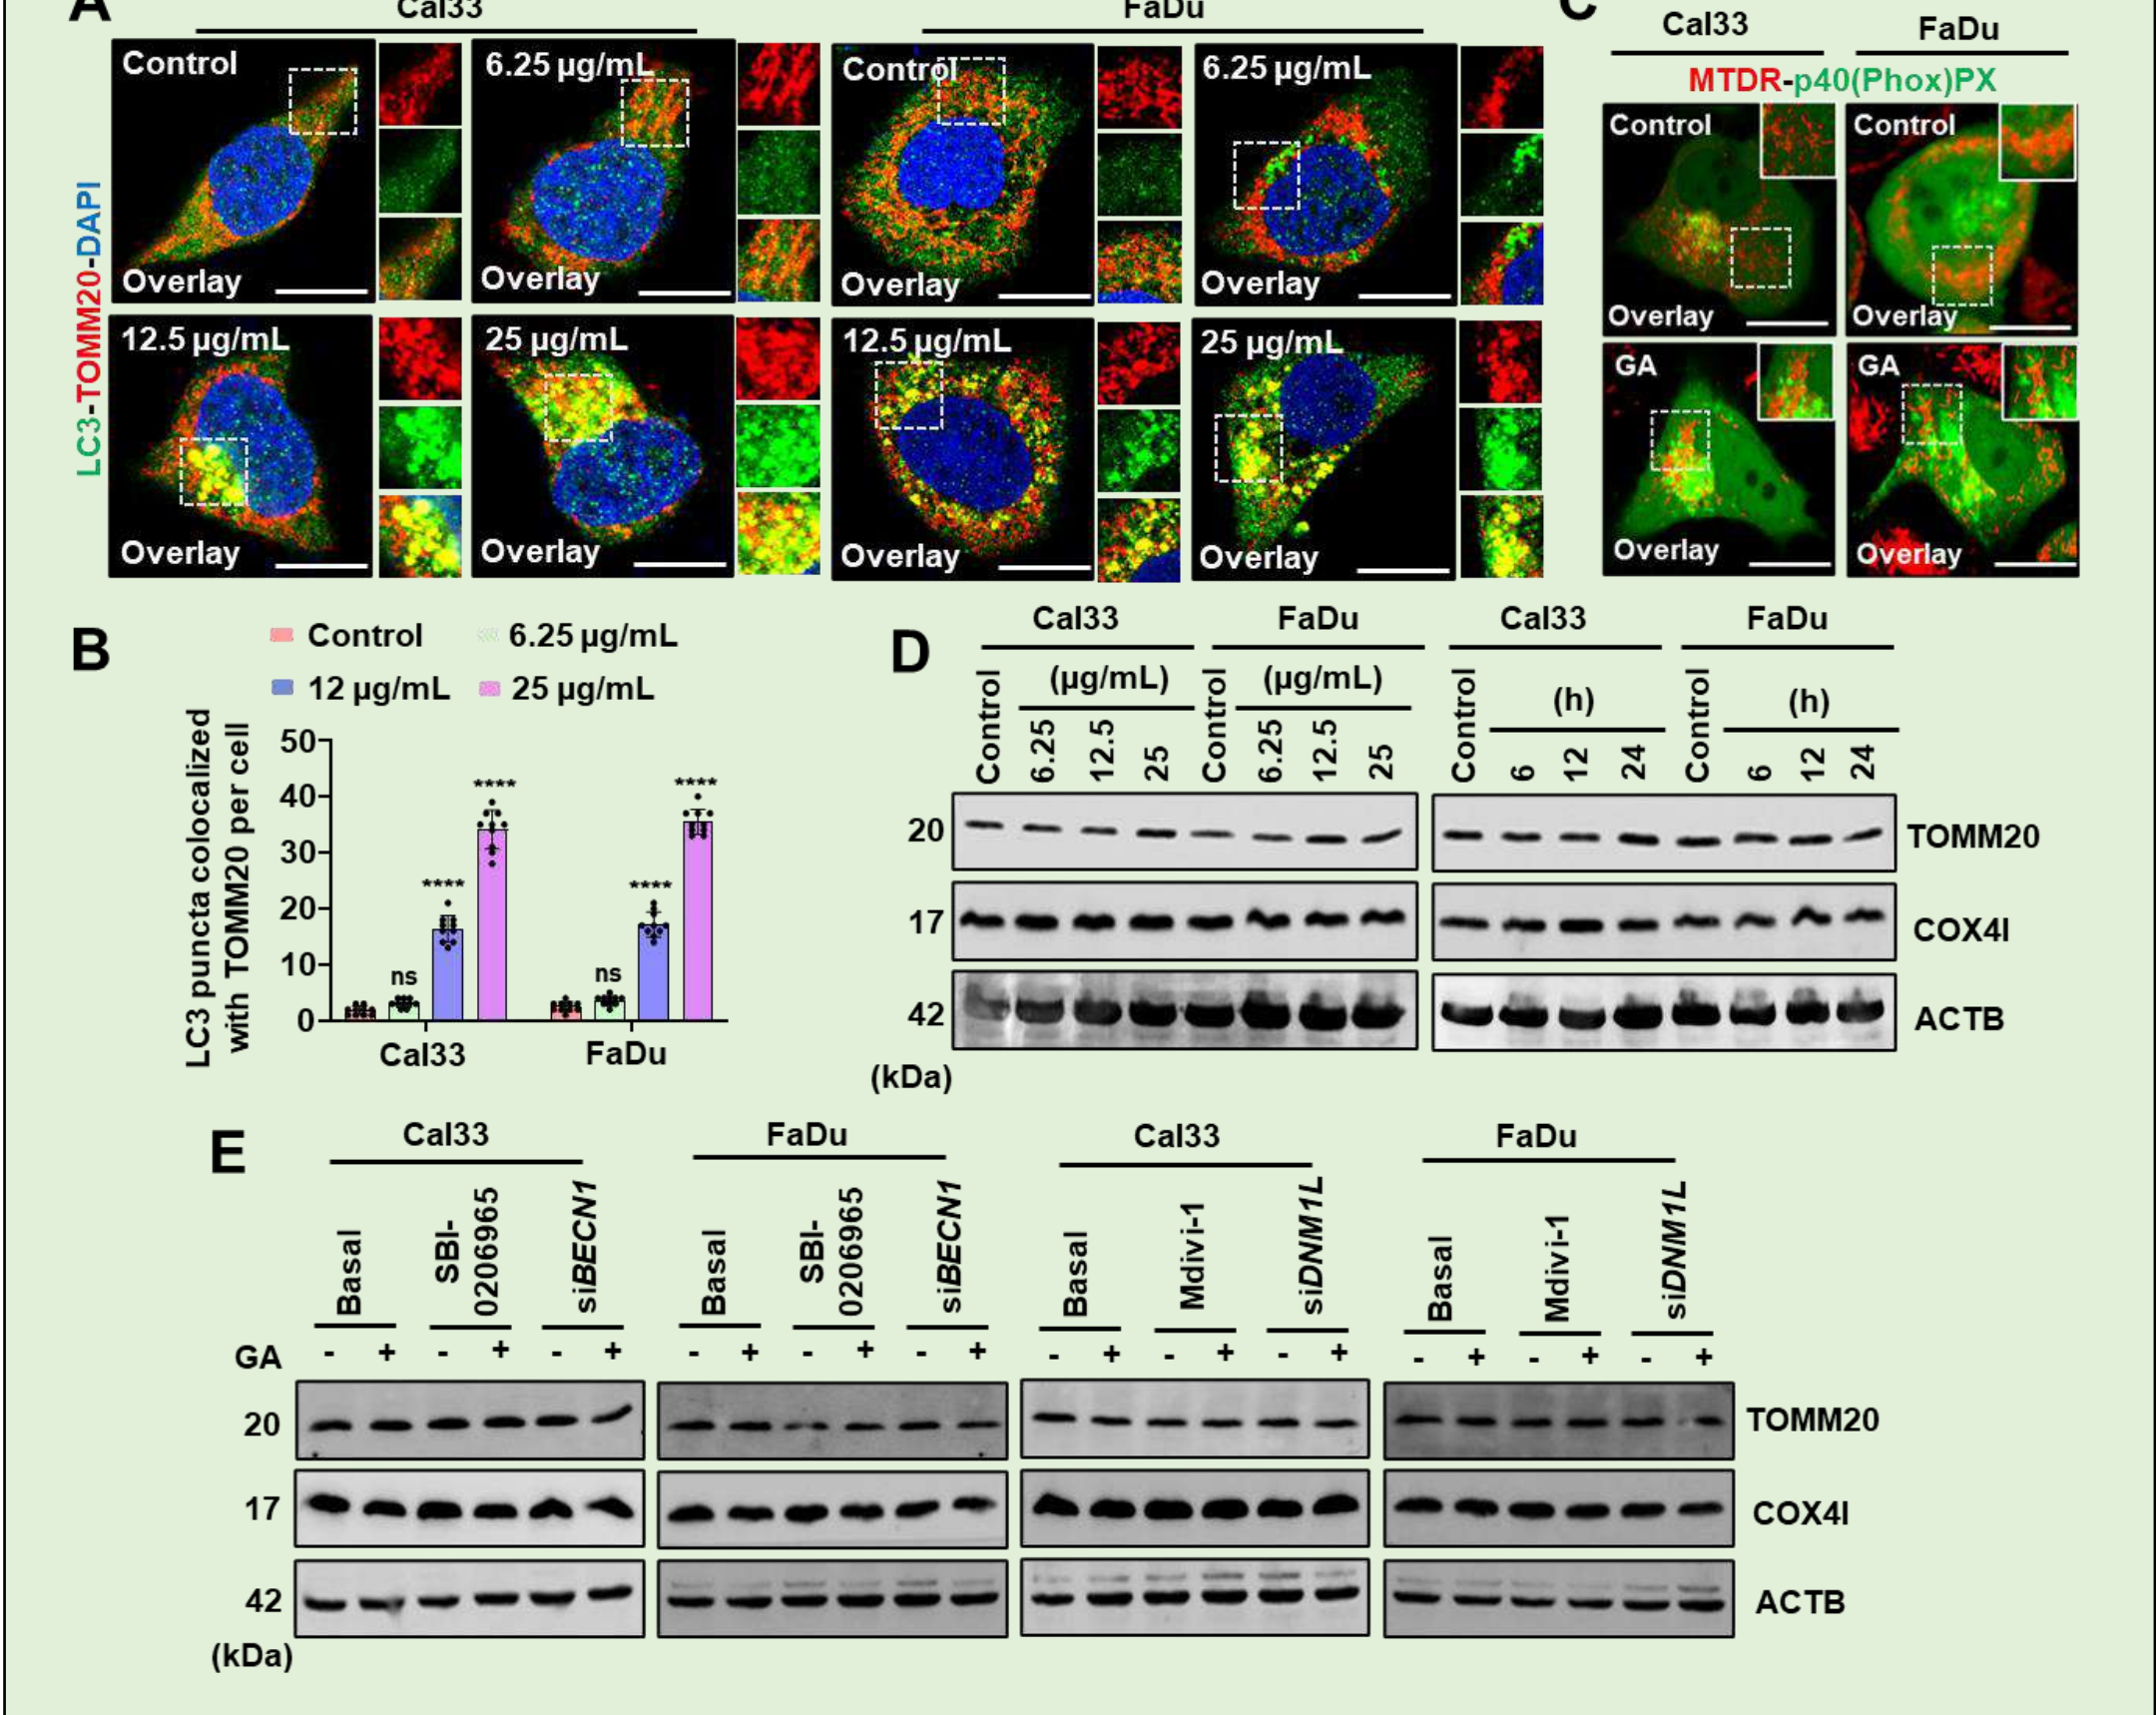 A
Cal33
FaDu
LC3-TOMM20-DAPI
Control
Overlay
6.25 µg/mL
Overlay
Control
Overlay
6.25 µg/mL
Overlay
12.5 µg/mL
Overlay
25 µg/mL
Overlay
12.5 µg/mL
Overlay
25 µg/mL
Overlay
C
Cal33
FaDu
MTDR-p40(Phox)PX
Control
Overlay
Control
Overlay
GA
Overlay
GA
Overlay
B
Control
6.25 µg/mL
12 µg/mL
25 µg/mL
LC3 puncta colocalized
with TOMM20 per cell
50
40
30
20
10
0
ns
****
****
ns
****
****
Cal33
FaDu
D
Cal33
FaDu
Cal33
FaDu
Control
(µg/mL)
6.25
12.5
25
Control
(µg/mL)
6.25
12.5
25
Control
(h)
6
12
24
Control
(h)
6
12
24
20
TOMM20
17
COX4I
42
ACTB
(kDa)
E
Cal33
FaDu
Cal33
FaDu
Basal
SBI-
0206965
siBECN1
Basal
SBI-
0206965
siBECN1
Basal
Mdivi-1
siDNM1L
Basal
Mdivi-1
siDNM1L
GA - + - + - + - + - + - + - + - + - + - + - + - +
20
TOMM20
17
COX4I
42
ACTB
(kDa)